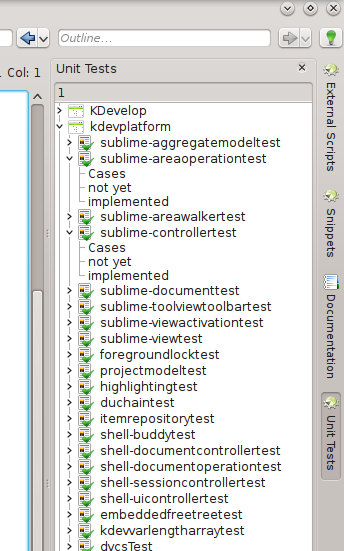 Outline...
Col: 1
Unit Tests
1
KDevelop
kdevplatform
sublime-aggregatemodeltest
sublime-areaoperationtest
Cases
not yet
implemented
sublime-areawalkertest
sublime-controllertest
Cases
not yet
implemented
sublime-documenttest
sublime-toolviewtoolbartest
sublime-viewactivationtest
sublime-viewtest
foregroundlocktest
projectmodeltest
highlightingtest
duchaintest
itemrepositorytest
shell-buddytest
shell-documentcontrollertest
shell-documentoperationtest
shell-sessioncontrollertest
shell-uicontrollertest
embeddedfreetreetest
kdevvarlengtharraytest
dvcsTest
External Scripts
Snippets
Documentation
Unit Tests